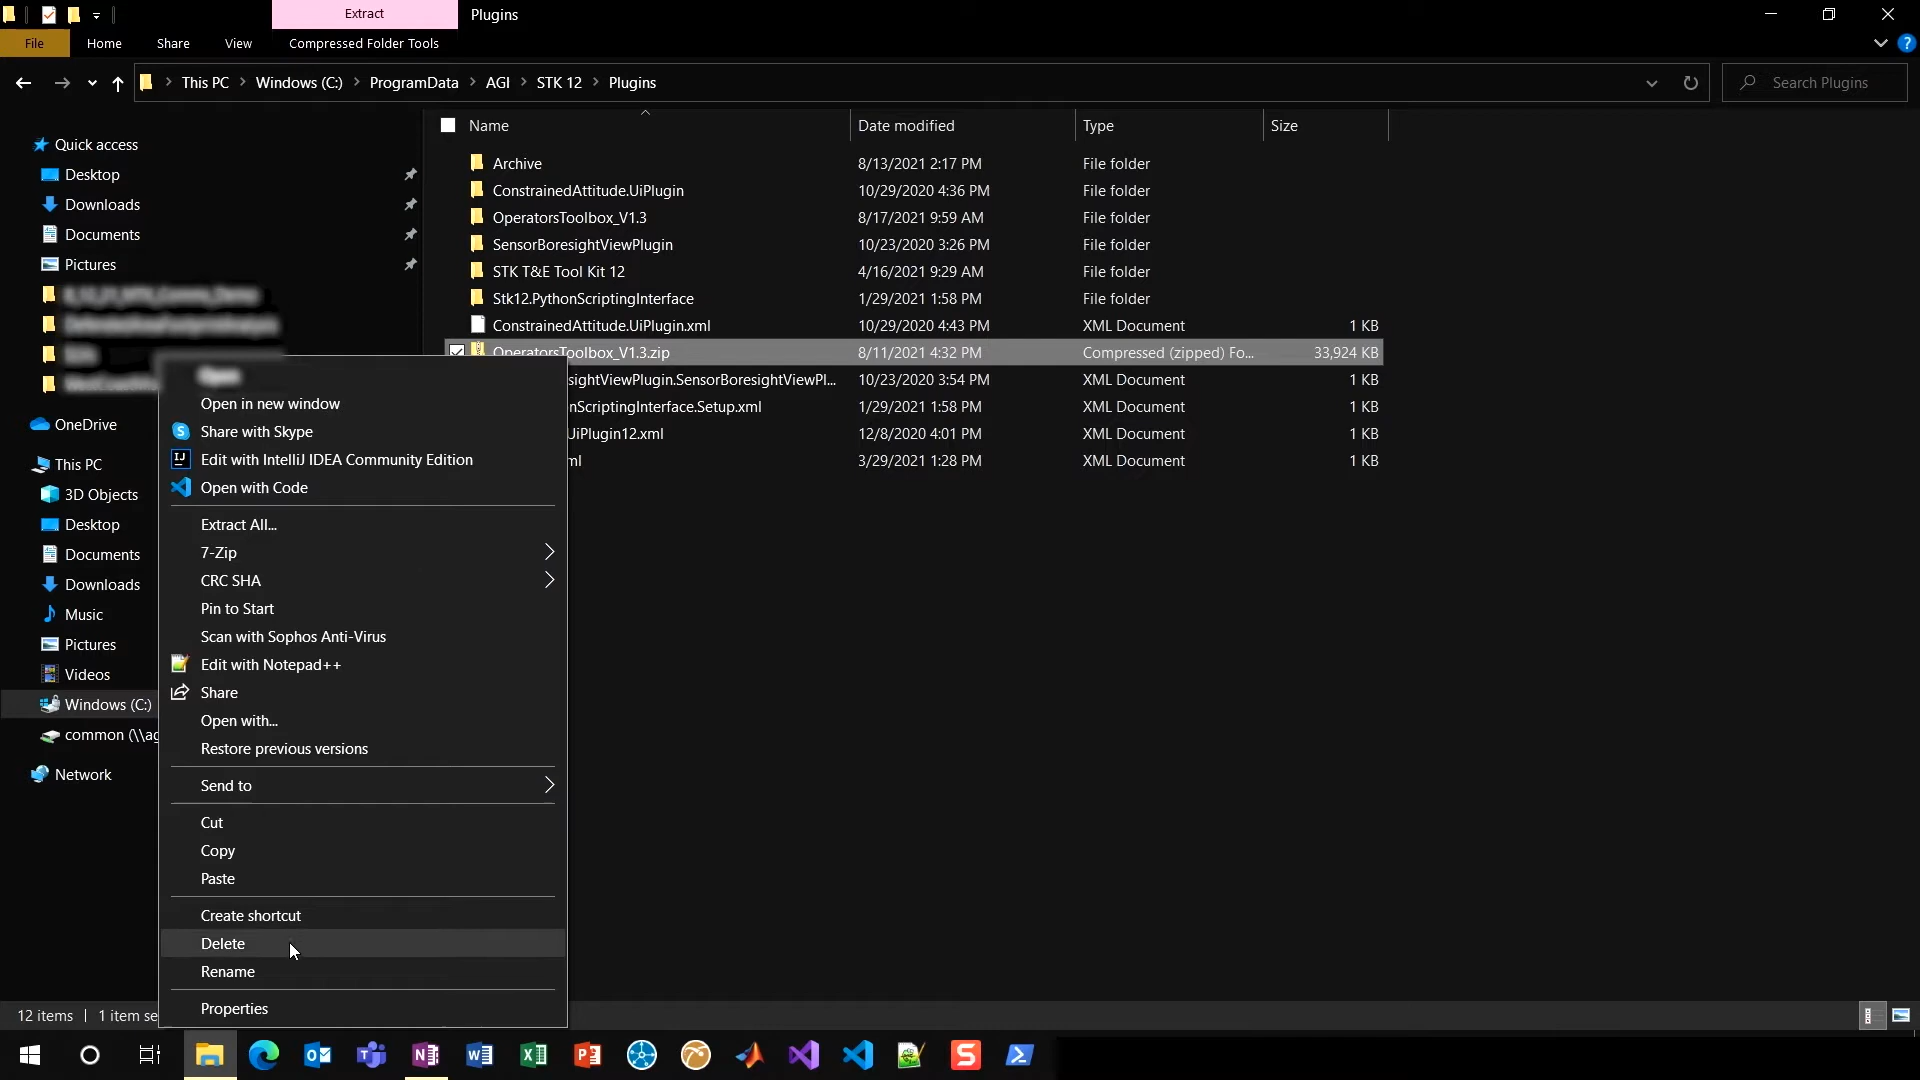 Extract
Plugins
File
Home
Share
View
Compressed Folder Tools
This PC
Windows (C:)
ProgramData
AGI
STK 12
Plugins
Search Plugins
Name
Date modified
Type
Size
Quick access
Desktop
Downloads
Documents
Pictures
OneDrive
This PC
3D Objects
Desktop
Documents
Downloads
Music
Pictures
Videos
Windows (C:)
common (\\ag
Network
Archive 8/13/2021 2:17 PM File folder
ConstrainedAttitude.UiPlugin 10/29/2020 4:36 PM File folder
OperatorsToolbox_V1.3 8/17/2021 9:59 AM File folder
SensorBoresightViewPlugin 10/23/2020 3:26 PM File folder
STK T&E Tool Kit 12 4/16/2021 9:29 AM File folder
Stk12.PythonScriptingInterface 1/29/2021 1:58 PM File folder
ConstrainedAttitude.UiPlugin.xml 10/29/2020 4:43 PM XML Document 1 KB
OperatorsToolbox_V1.3.zip 8/11/2021 4:32 PM Compressed (zipped) Fo... 33,924 KB
sightViewPlugin.SensorBoresightViewPl... 10/23/2020 3:54 PM XML Document 1 KB
nScriptingInterface.Setup.xml 1/29/2021 1:58 PM XML Document 1 KB
UiPlugin12.xml 12/8/2020 4:01 PM XML Document 1 KB
ml 3/29/2021 1:28 PM XML Document 1 KB
Open
Open in new window
Share with Skype
Edit with IntelliJ IDEA Community Edition
Open with Code
Extract All...
7-Zip
CRC SHA
Pin to Start
Scan with Sophos Anti-Virus
Edit with Notepad++
Share
Open with...
Restore previous versions
Send to
Cut
Copy
Paste
Create shortcut
Delete
Rename
Properties
12 items
1 item se